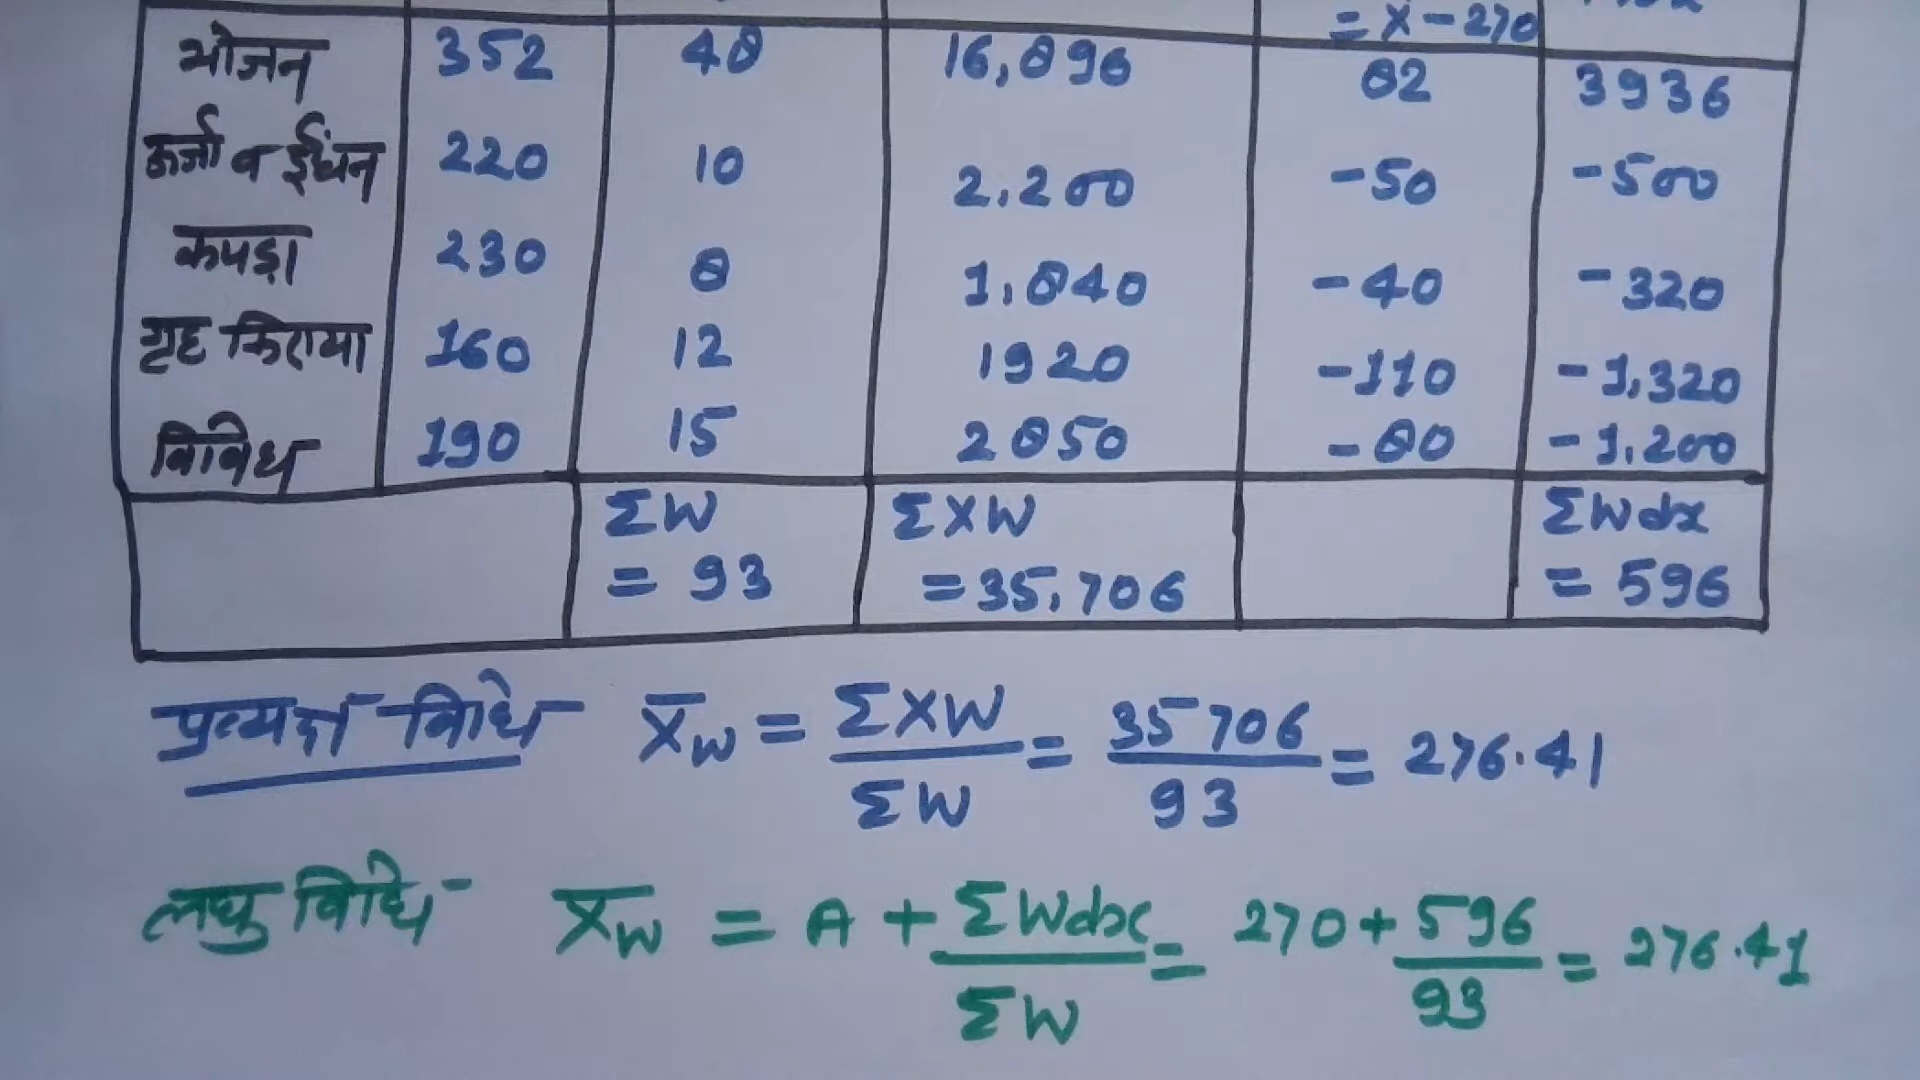 = X - 270
भोजन 352 48 16,896 82 3936
ऊर्जा व ईंधन 220 10 2,200 -50 -500
कपड़ा 230 8 1,840 -40 -320
गृह किराया 160 12 1920 -110 -1,320
विविध 190 15 2850 -80 -1,200
ΣW ΣXW ΣWdx
= 93 = 35,706 = 596
प्रत्यक्ष विधि X̄w = ΣXW / ΣW = 35706 / 93 = 276.41
लघु विधि - X̄w = A + ΣWdx / ΣW = 270 + 596 / 93 = 276.41